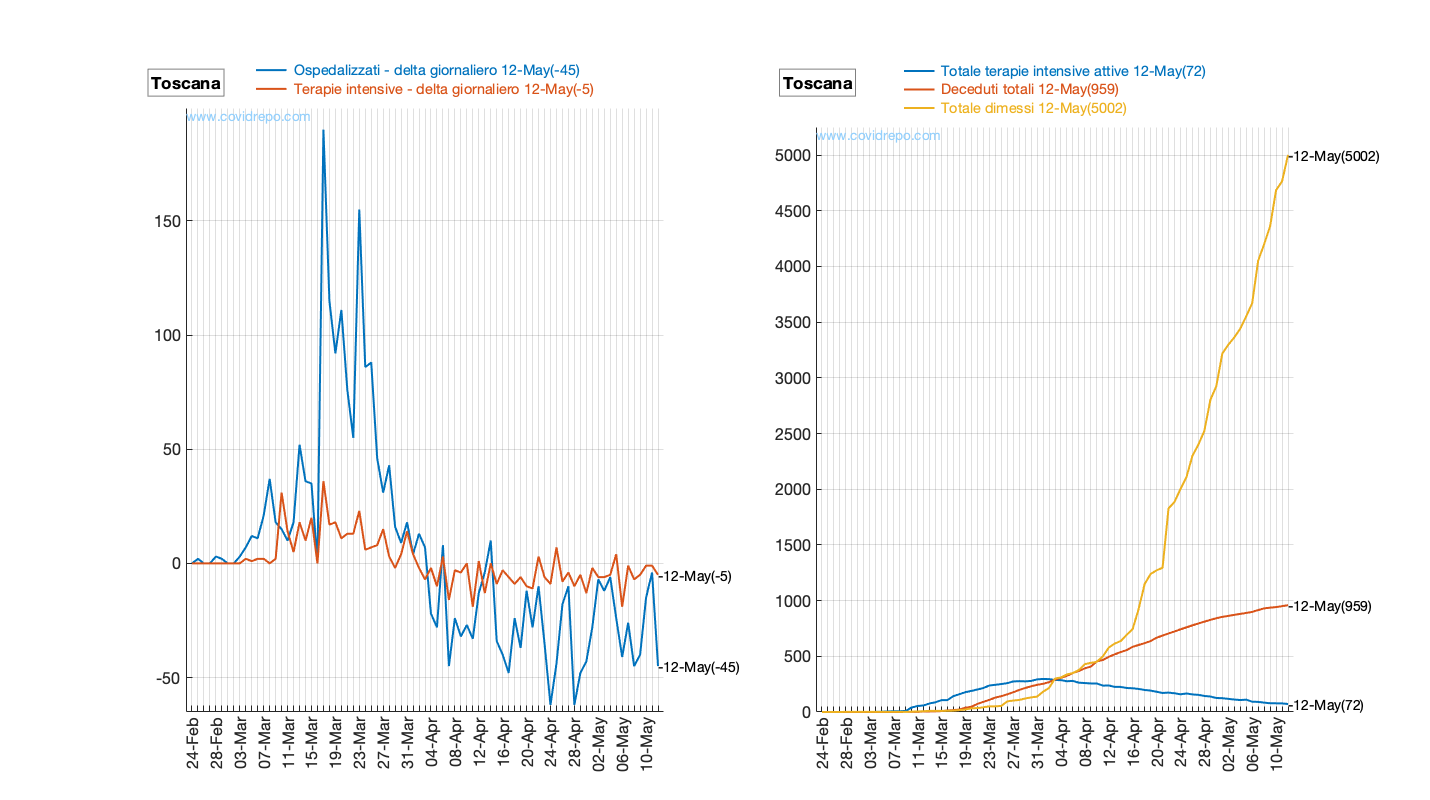 Toscana
Ospedalizzati - delta giornaliero 12-May(-45)
Terapie intensive - delta giornaliero 12-May(-5)
www.covidrepo.com
150
100
50
0
-50
12-May(-5)
12-May(-45)
24-Feb
28-Feb
03-Mar
07-Mar
11-Mar
15-Mar
19-Mar
23-Mar
27-Mar
31-Mar
04-Apr
08-Apr
12-Apr
16-Apr
20-Apr
24-Apr
28-Apr
02-May
06-May
10-May
Toscana
Totale terapie intensive attive 12-May(72)
Deceduti totali 12-May(959)
Totale dimessi 12-May(5002)
www.covidrepo.com
5000
4500
4000
3500
3000
2500
2000
1500
1000
500
0
12-May(5002)
12-May(959)
12-May(72)
24-Feb
28-Feb
03-Mar
07-Mar
11-Mar
15-Mar
19-Mar
23-Mar
27-Mar
31-Mar
04-Apr
08-Apr
12-Apr
16-Apr
20-Apr
24-Apr
28-Apr
02-May
06-May
10-May